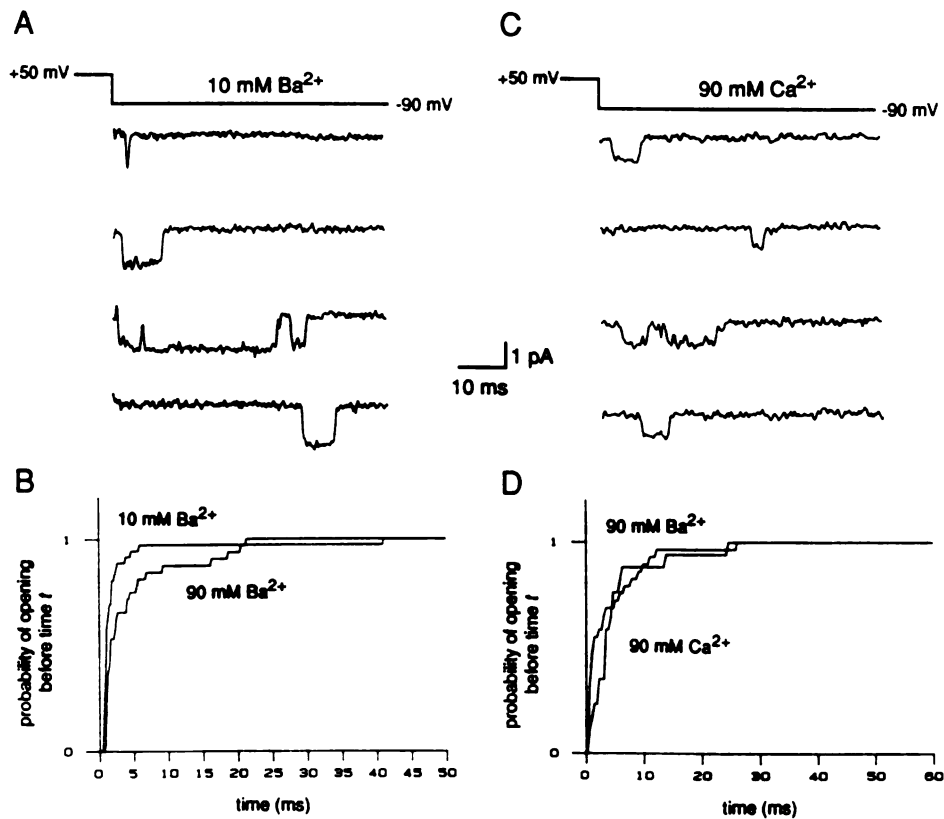 A
+50 mV
10 mM Ba²⁺
-90 mV
C
+50 mV
90 mM Ca²⁺
-90 mV
1 pA
10 ms
B
10 mM Ba²⁺
90 mM Ba²⁺
1
0
probability of opening
before time t
0 5 10 15 20 25 30 35 40 45 50
time (ms)
D
90 mM Ba²⁺
90 mM Ca²⁺
1
0
probability of opening
before time t
0 10 20 30 40 50 60
time (ms)